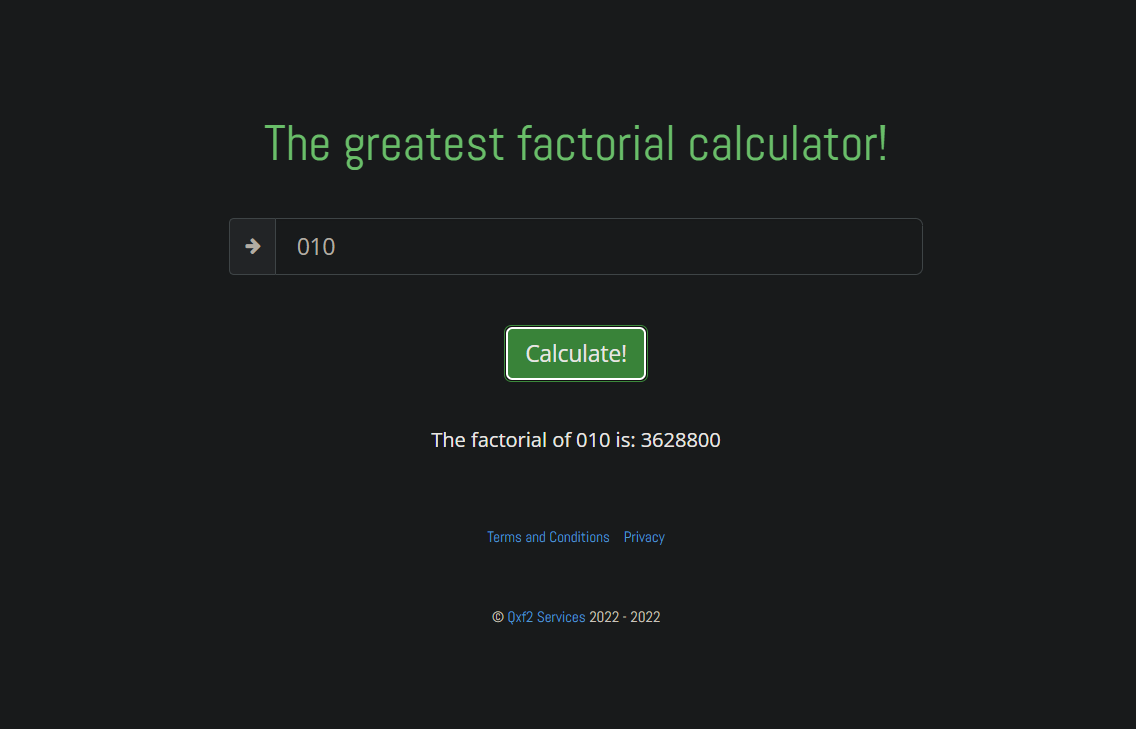 The greatest factorial calculator!
010
Calculate!
The factorial of 010 is: 3628800
Terms and Conditions Privacy
© Qxf2 Services 2022 - 2022